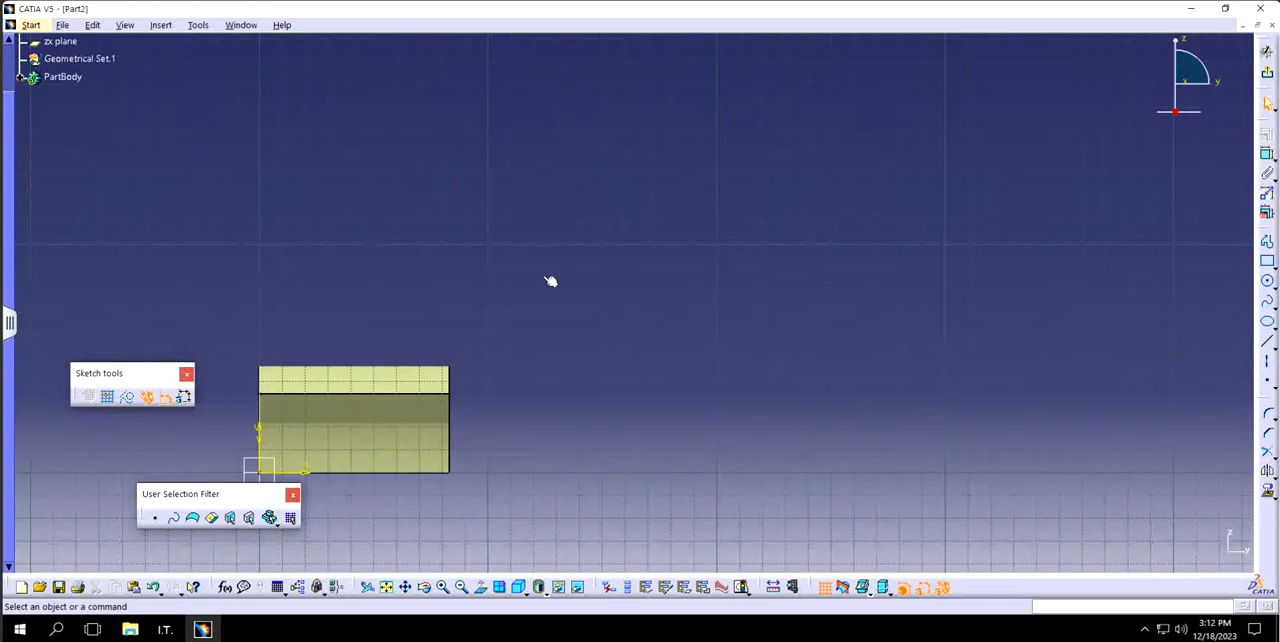 CATIA V5 - [Part2]
Start File Edit View Insert Tools Window Help
zx plane
Geometrical Set.1
PartBody
z
x
y
Sketch tools
User Selection Filter
z
y
f(x)
CATIA
Select an object or a command
I.T.
3:12 PM
12/18/2023